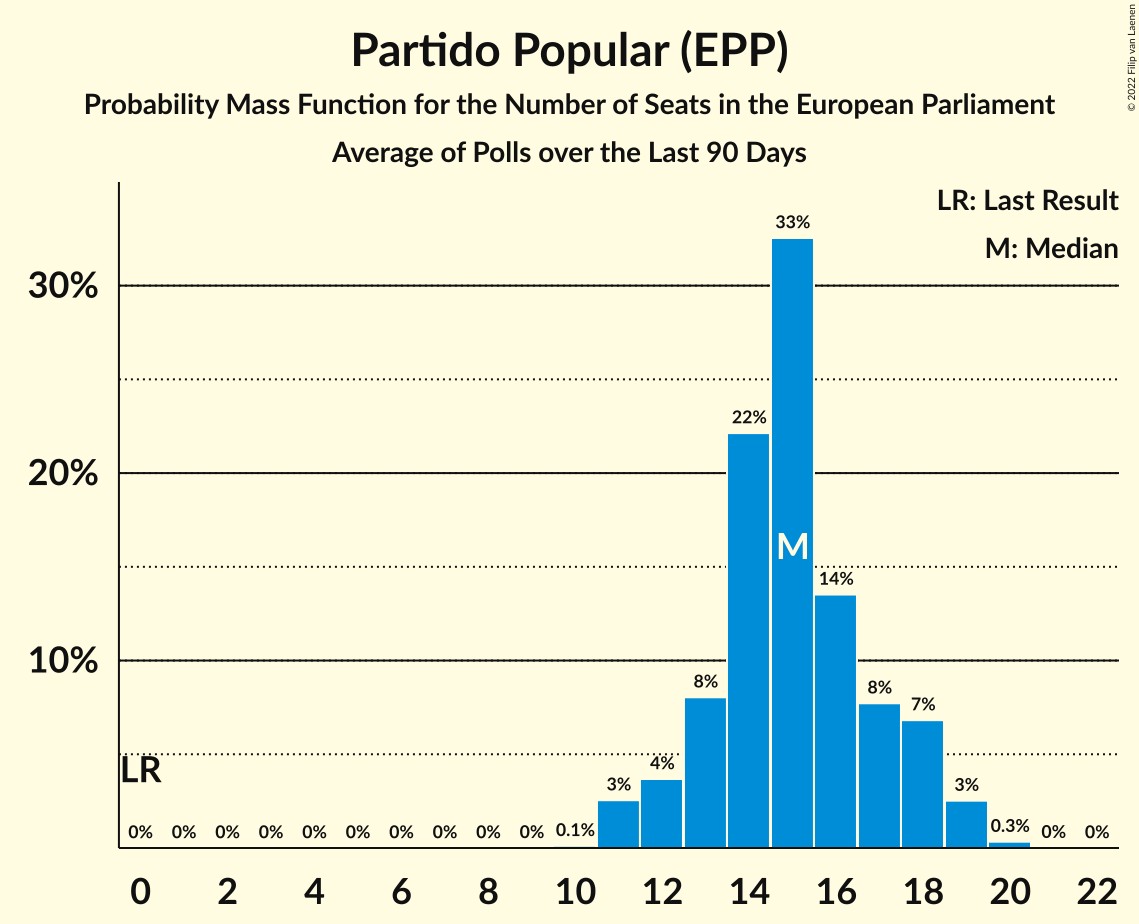 Partido Popular (EPP)
Probability Mass Function for the Number of Seats in the European Parliament
Average of Polls over the Last 90 Days
© 2022 Filip van Laenen
LR: Last Result
M: Median
33%
30%
22%
20%
M
14%
10%
8%
8%
7%
LR
4%
3%
3%
0% 0% 0% 0% 0% 0% 0% 0% 0% 0% 0.1% 0.3% 0% 0%
0 2 4 6 8 10 12 14 16 18 20 22